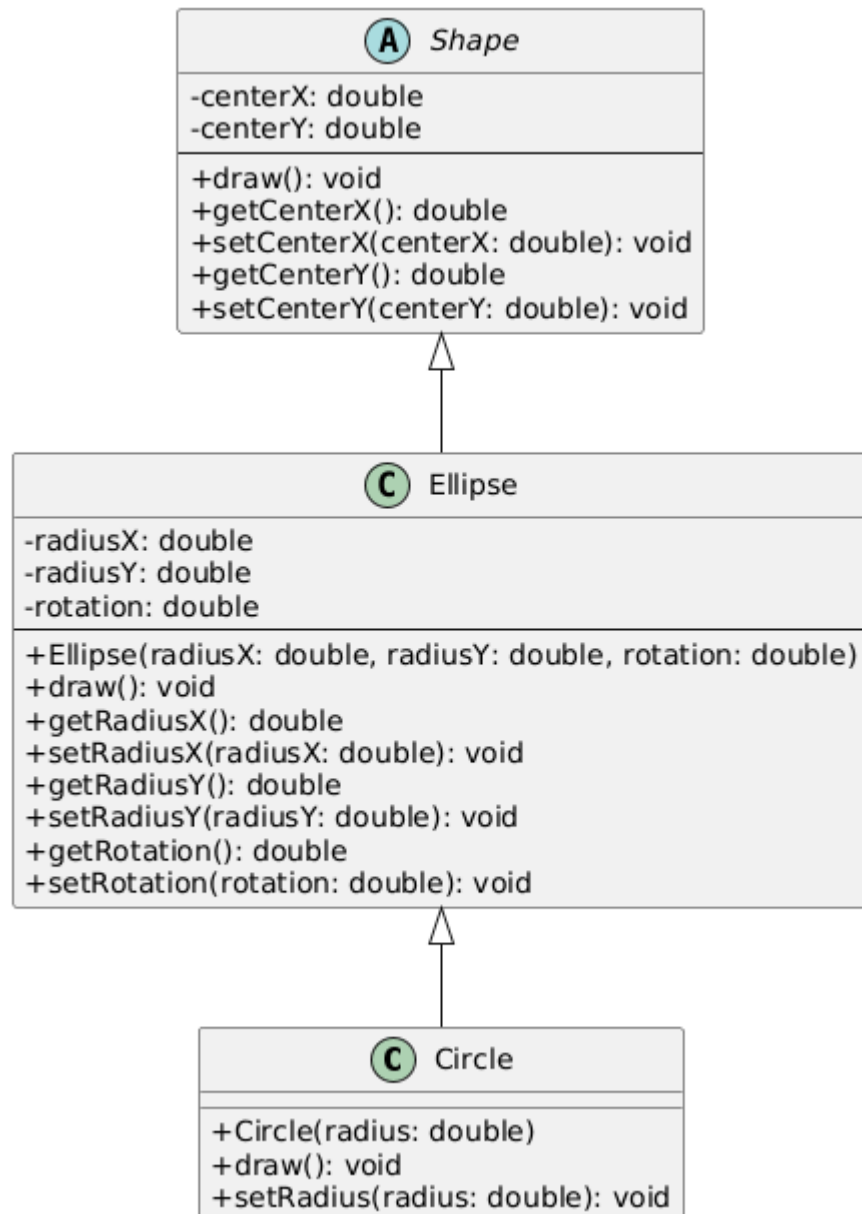 A Shape
-centerX: double
-centerY: double
+draw(): void
+getCenterX(): double
+setCenterX(centerX: double): void
+getCenterY(): double
+setCenterY(centerY: double): void
C Ellipse
-radiusX: double
-radiusY: double
-rotation: double
+Ellipse(radiusX: double, radiusY: double, rotation: double)
+draw(): void
+getRadiusX(): double
+setRadiusX(radiusX: double): void
+getRadiusY(): double
+setRadiusY(radiusY: double): void
+getRotation(): double
+setRotation(rotation: double): void
C Circle
+Circle(radius: double)
+draw(): void
+setRadius(radius: double): void